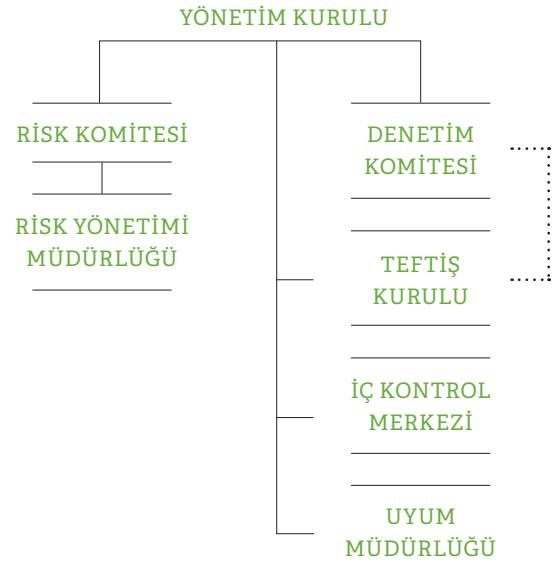 YÖNETİM KURULU
RİSK KOMİTESİ
RİSK YÖNETİMİ
MÜDÜRLÜĞÜ
DENETİM
KOMİTESİ
TEFTİŞ
KURULU
İÇ KONTROL
MERKEZİ
UYUM
MÜDÜRLÜĞÜ